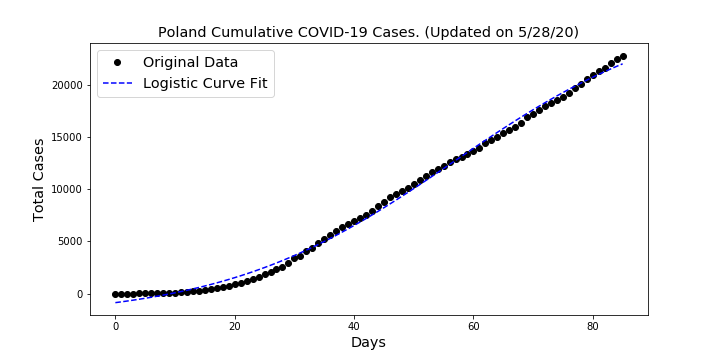 Poland Cumulative COVID-19 Cases. (Updated on 5/28/20)
Original Data
Logistic Curve Fit
Total Cases
20000
15000
10000
5000
0
0 20 40 60 80
Days